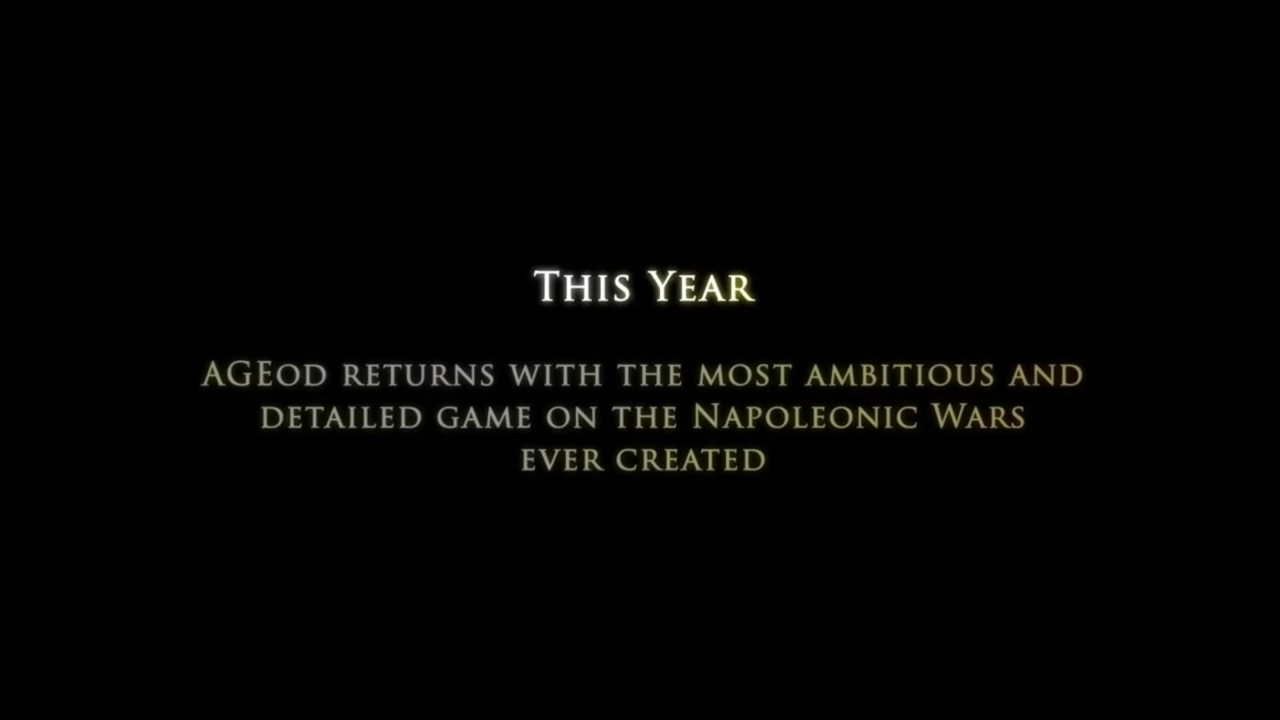 This Year
AGEod returns with the most ambitious and
detailed game on the Napoleonic Wars
ever created